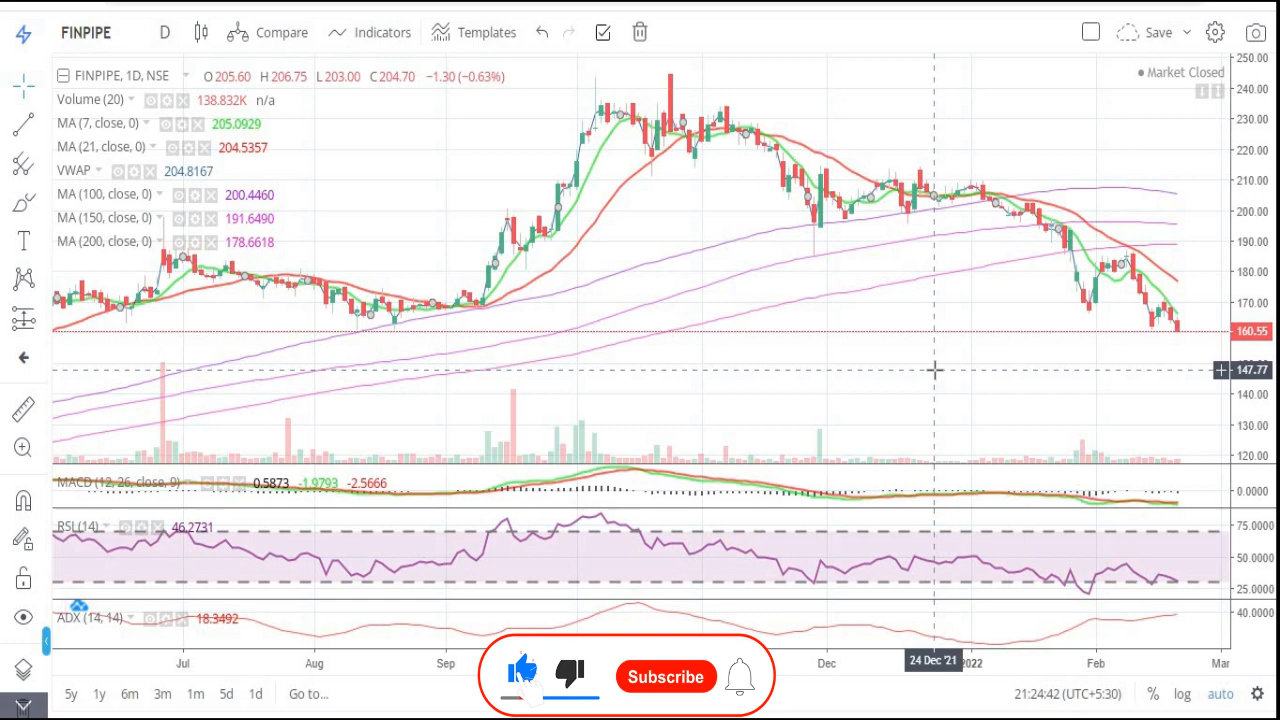 FINPIPE D Compare Indicators Templates Save
FINPIPE, 1D, NSE O 205.60 H 206.75 L 203.00 C 204.70 −1.30 (−0.63%)
Market Closed
Volume (20) 138.832K n/a
MA (7, close, 0) 205.0929
MA (21, close, 0) 204.5357
VWAP 204.8167
MA (100, close, 0) 200.4460
MA (150, close, 0) 191.6490
MA (200, close, 0) 178.6618
250.00
240.00
230.00
220.00
210.00
200.00
190.00
180.00
170.00
160.55
147.77
140.00
130.00
120.00
MACD (12, 26, close, 9) 0.5873 -1.9793 -2.5666
0.0000
RSI (14) 46.2731
75.0000
50.0000
25.0000
ADX (14, 14) 18.3492
40.0000
Jul Aug Sep Dec 24 Dec '21 2022 Feb Mar
Subscribe
5y 1y 6m 3m 1m 5d 1d Go to... 21:24:42 (UTC+5:30) % log auto